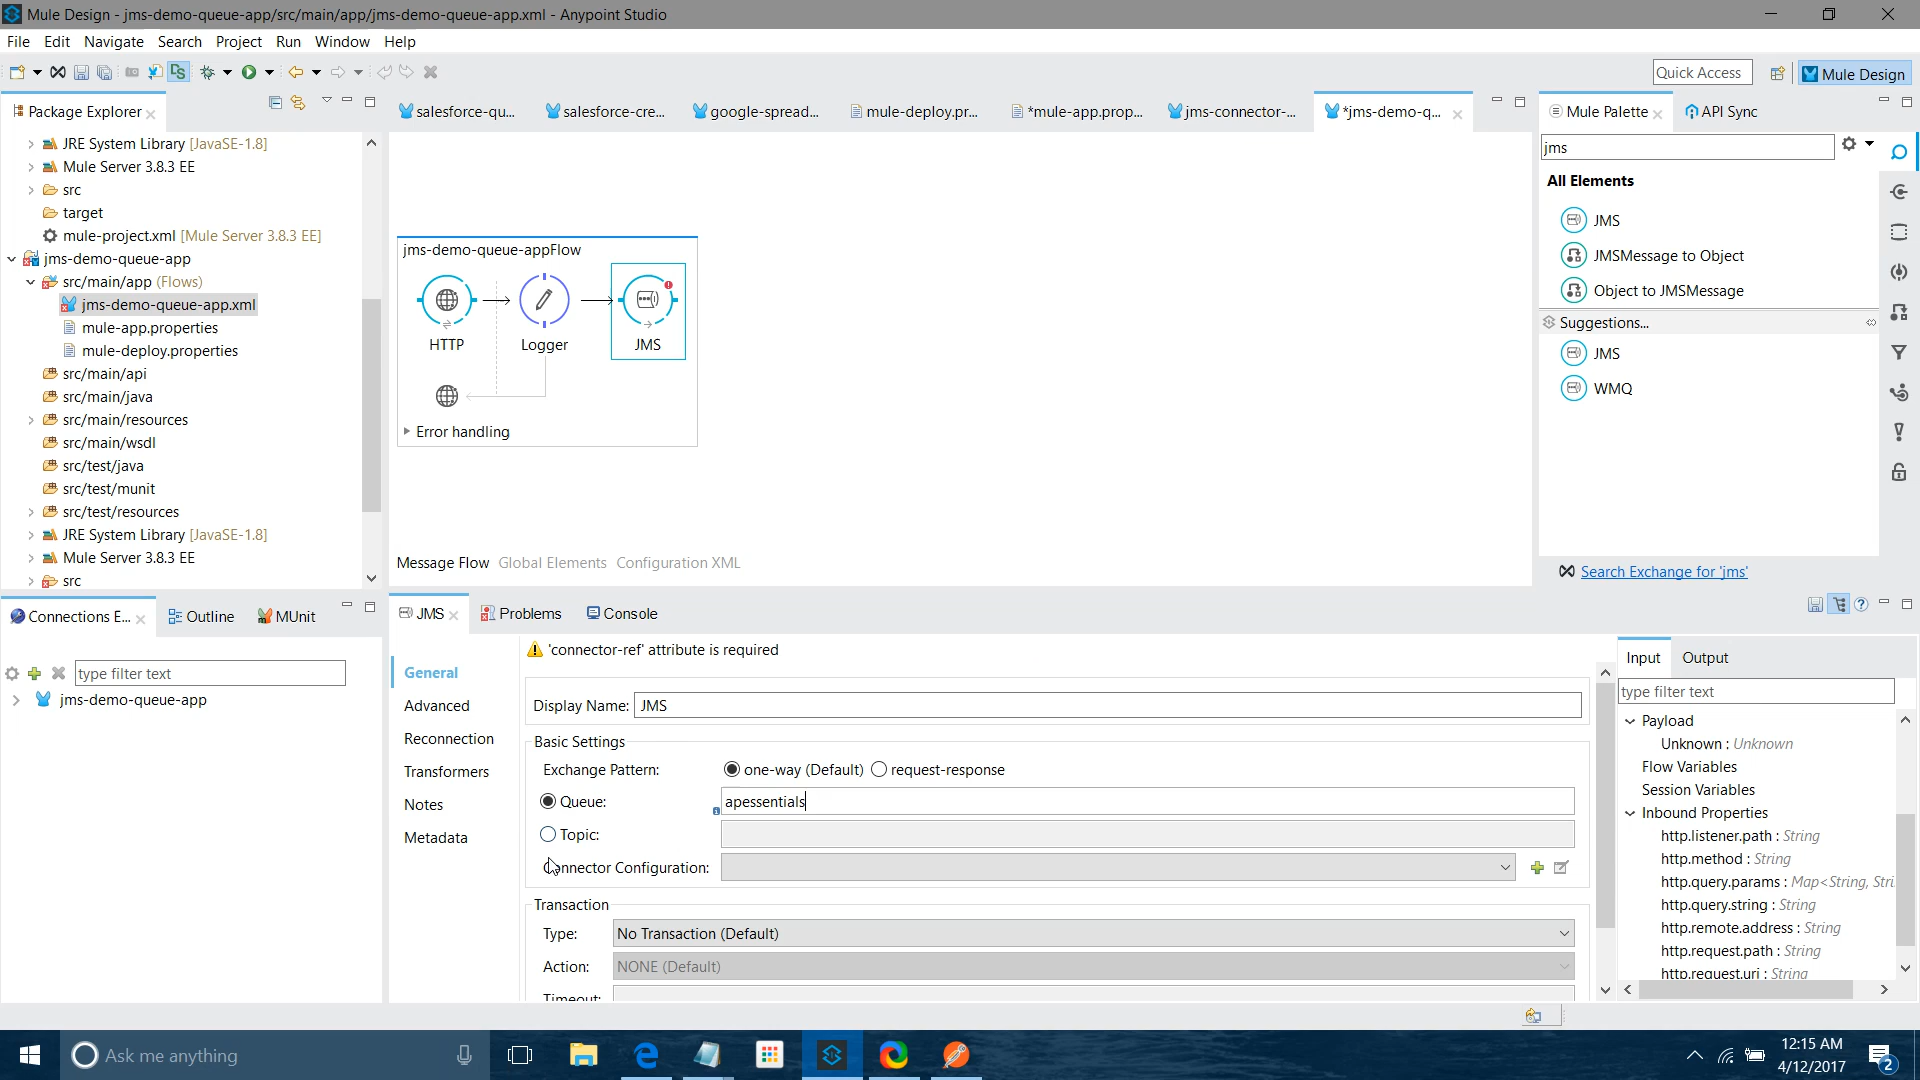 Mule Design - jms-demo-queue-app/src/main/app/jms-demo-queue-app.xml - Anypoint Studio
File Edit Navigate Search Project Run Window Help
Quick Access
Mule Design
Package Explorer
salesforce-qu...
salesforce-cre...
google-spread...
mule-deploy.pr...
*mule-app.prop...
jms-connector-...
*jms-demo-q...
Mule Palette
API Sync
JRE System Library [JavaSE-1.8]
Mule Server 3.8.3 EE
src
target
mule-project.xml [Mule Server 3.8.3 EE]
jms-demo-queue-app
src/main/app (Flows)
jms-demo-queue-app.xml
mule-app.properties
mule-deploy.properties
src/main/api
src/main/java
src/main/resources
src/main/wsdl
src/test/java
src/test/munit
src/test/resources
JRE System Library [JavaSE-1.8]
Mule Server 3.8.3 EE
src
jms-demo-queue-appFlow
HTTP
Logger
JMS
Error handling
Message Flow Global Elements Configuration XML
jms
All Elements
JMS
JMSMessage to Object
Object to JMSMessage
Suggestions...
JMS
WMQ
Search Exchange for 'jms'
Connections E...
Outline
MUnit
type filter text
jms-demo-queue-app
JMS
Problems
Console
General
Advanced
Reconnection
Transformers
Notes
Metadata
'connector-ref' attribute is required
Display Name: JMS
Basic Settings
Exchange Pattern: one-way (Default) request-response
Queue: apessentials
Topic:
Connector Configuration:
Transaction
Type: No Transaction (Default)
Action: NONE (Default)
Timeout:
Input
Output
type filter text
Payload
Unknown : Unknown
Flow Variables
Session Variables
Inbound Properties
http.listener.path : String
http.method : String
http.query.params : Map<String, Stri
http.query.string : String
http.remote.address : String
http.request.path : String
http.request.uri : String
Ask me anything
12:15 AM
4/12/2017
2